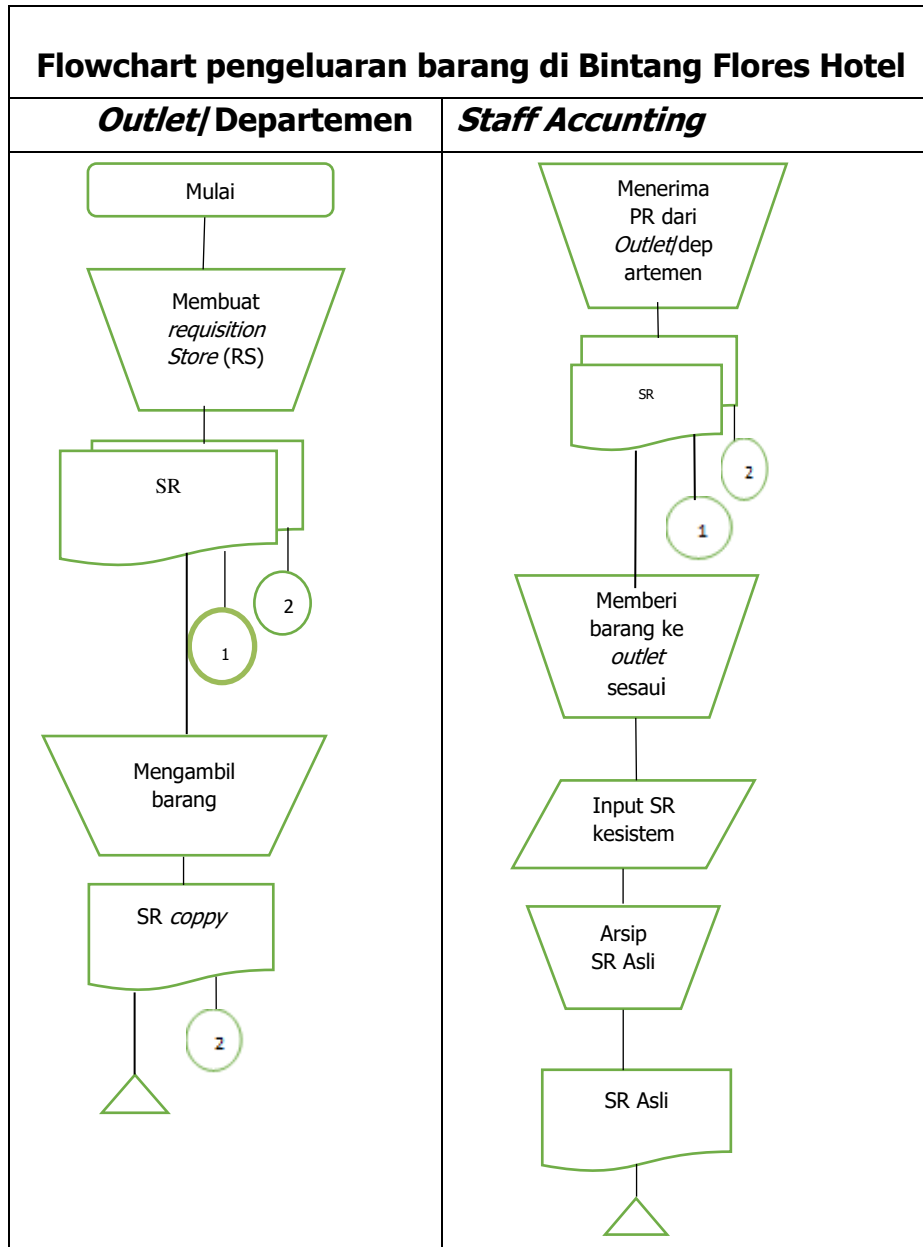 Flowchart pengeluaran barang di Bintang Flores Hotel
Outlet/ Departemen
Staff Accunting
Mulai
Membuat
requisition
Store (RS)
SR
1
2
Mengambil
barang
SR coppy
2
Menerima
PR dari
Outlet/dep
artemen
SR
1
2
Memberi
barang ke
outlet
sesaui
Input SR
kesistem
Arsip
SR Asli
SR Asli